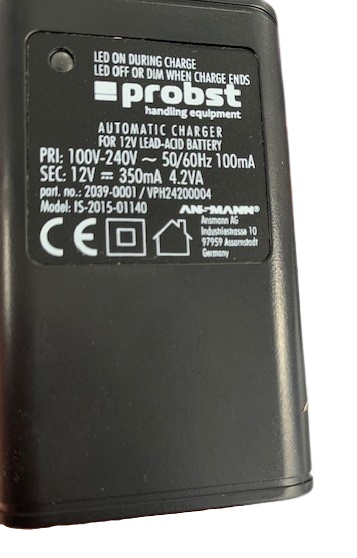 LED ON DURING CHARGE
LED OFF OR DIM WHEN CHARGE ENDS
probst
handling equipment
AUTOMATIC CHARGER
FOR 12V LEAD-ACID BATTERY
PRI: 100V-240V ~ 50/60Hz 100mA
SEC: 12V ⎓ 350mA 4.2VA
part. no.: 2039-0001 / VPH24200004
Model: IS-2015-01140
ANSMANN®
Ansmann AG
Industriestrasse 10
97959 Assamstadt
Germany
CE